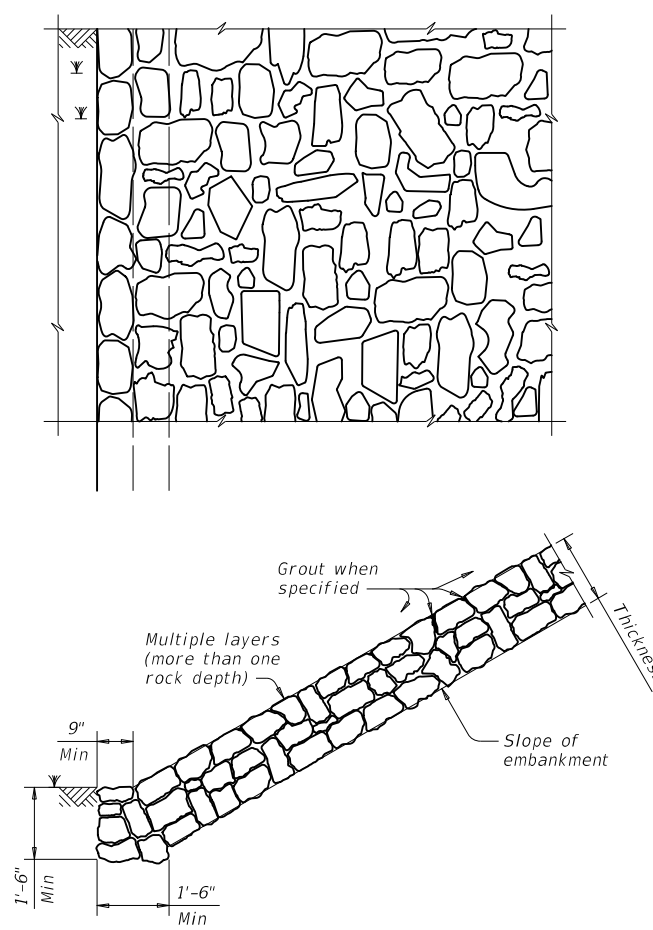 Grout when
specified
Multiple layers
(more than one
rock depth)
9"
Min
Slope of
embankment
1'-6"
Min
1'-6"
Min